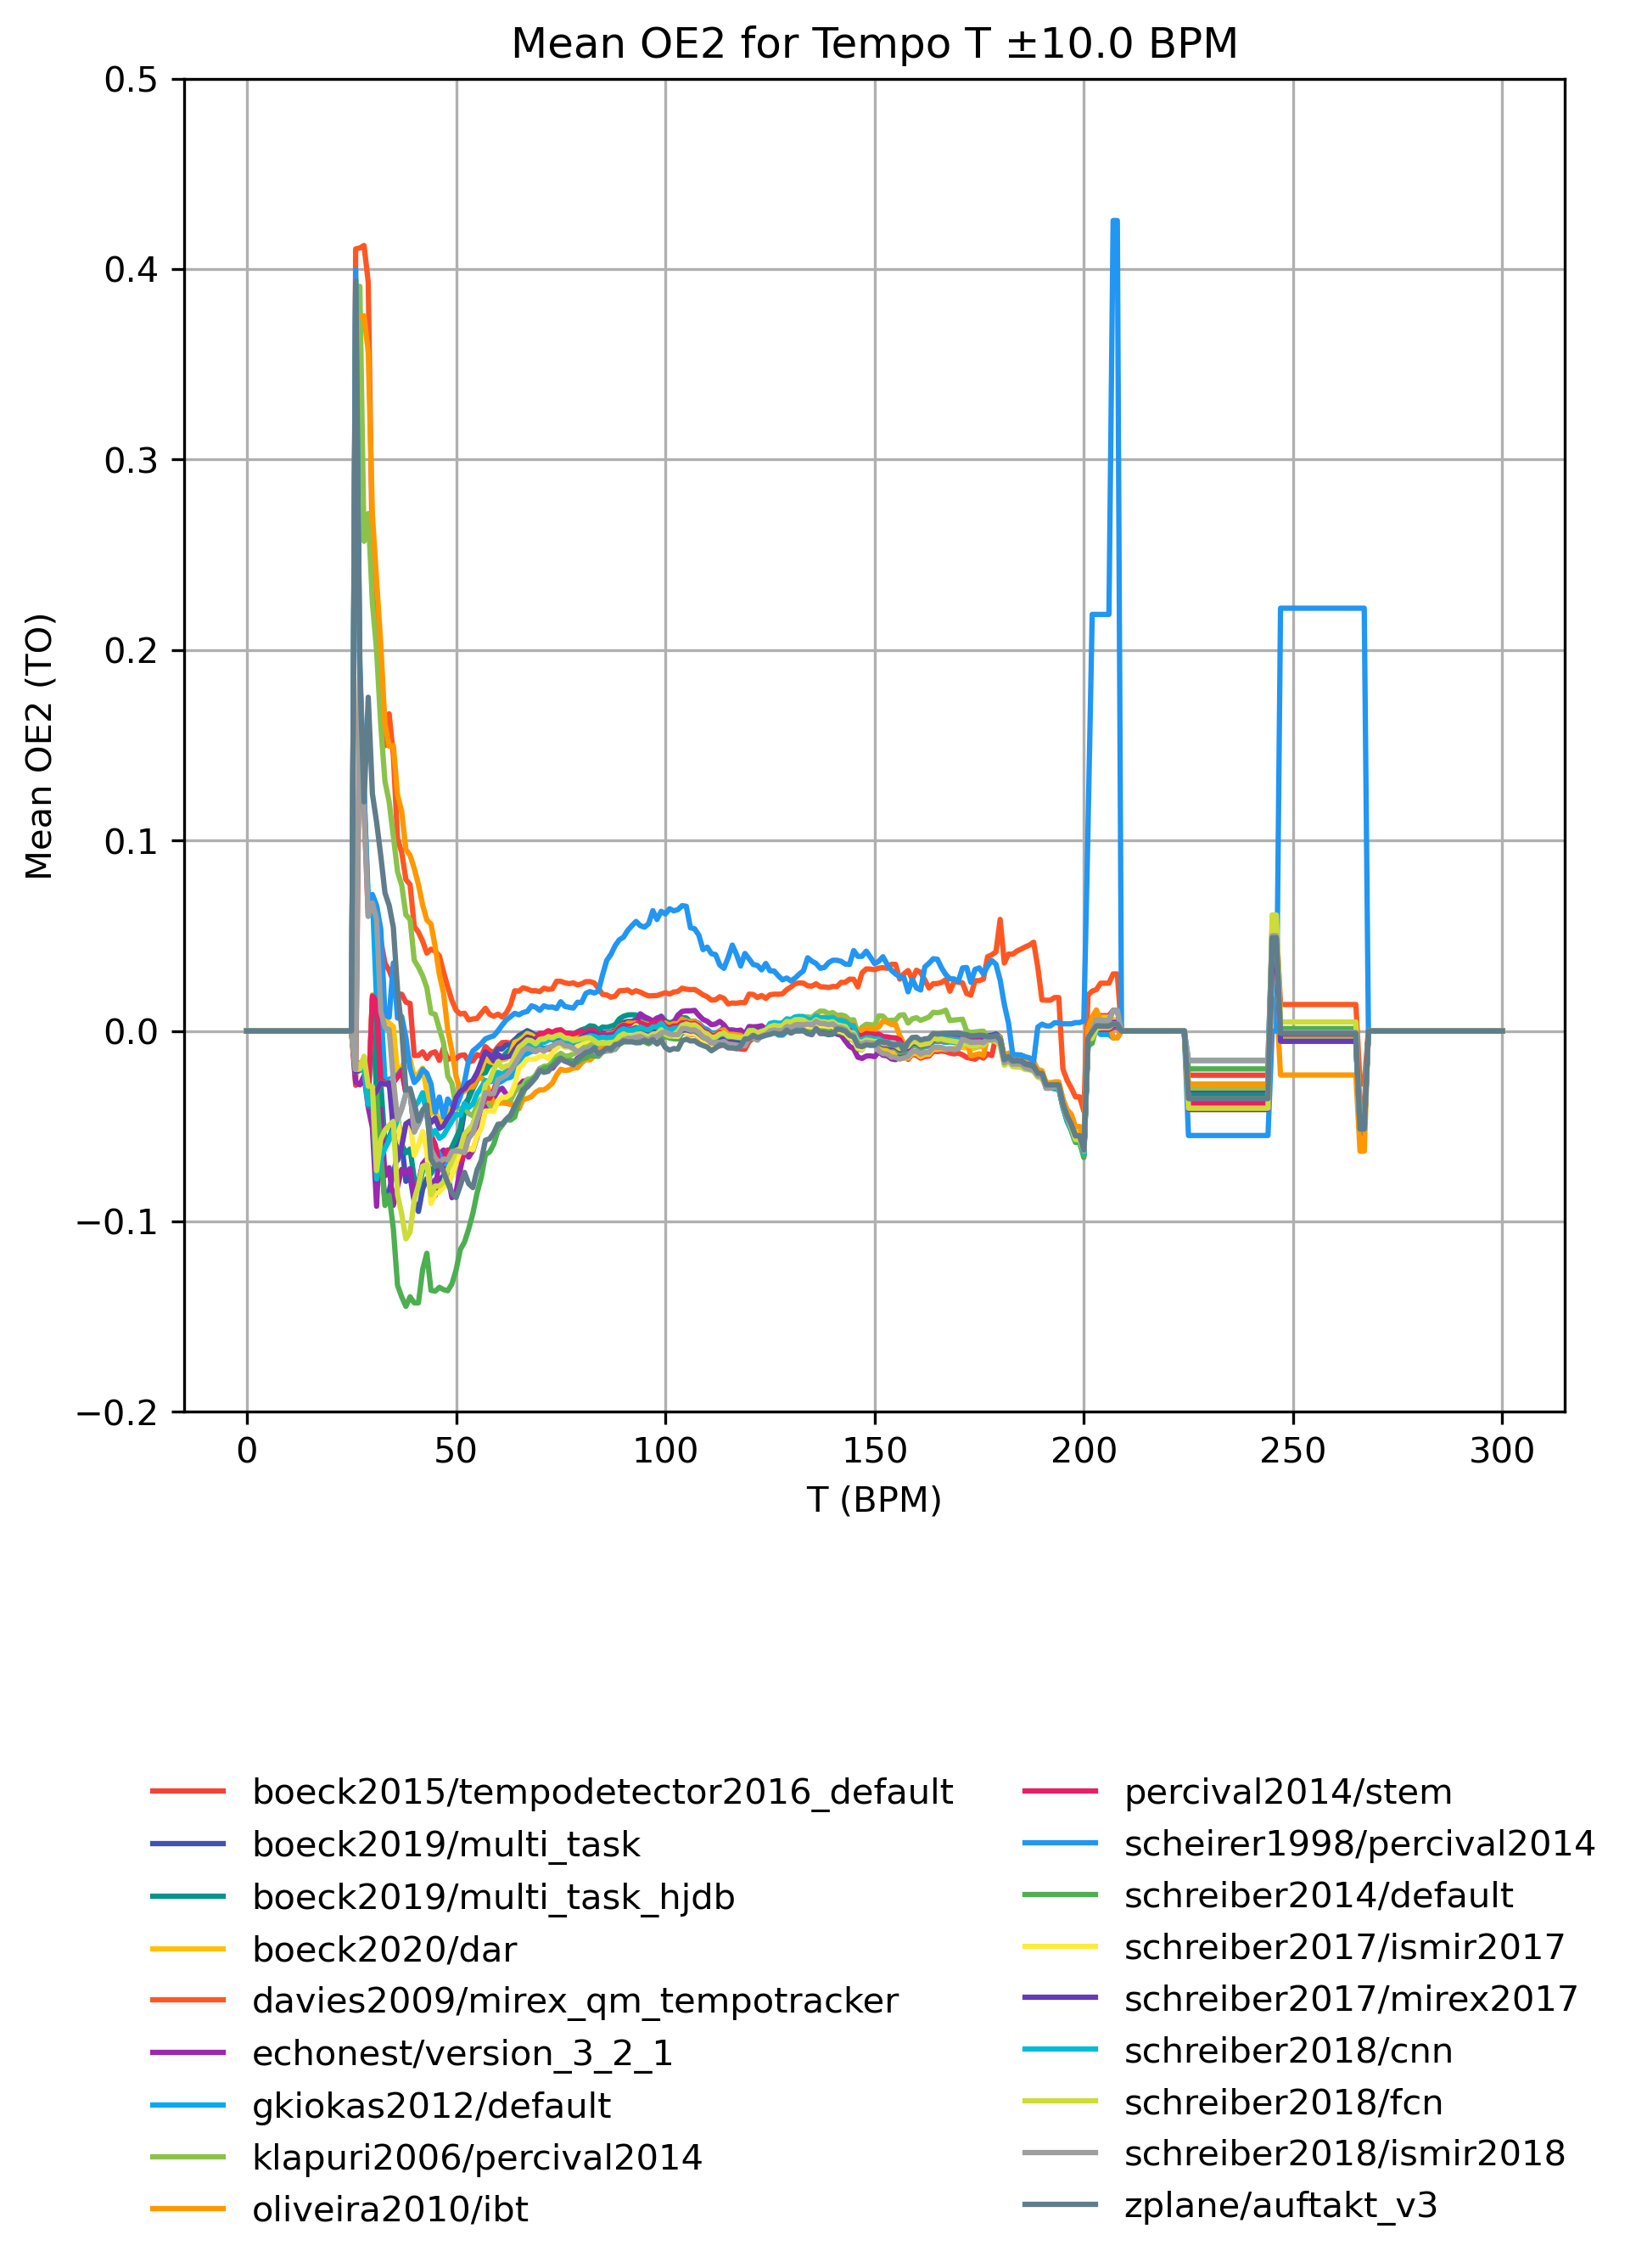 Mean OE2 for Tempo T ±10.0 BPM
0.5
0.4
0.3
0.2
0.1
0.0
−0.1
−0.2
Mean OE2 (TO)
0 50 100 150 200 250 300
T (BPM)
boeck2015/tempodetector2016_default
boeck2019/multi_task
boeck2019/multi_task_hjdb
boeck2020/dar
davies2009/mirex_qm_tempotracker
echonest/version_3_2_1
gkiokas2012/default
klapuri2006/percival2014
oliveira2010/ibt
percival2014/stem
scheirer1998/percival2014
schreiber2014/default
schreiber2017/ismir2017
schreiber2017/mirex2017
schreiber2018/cnn
schreiber2018/fcn
schreiber2018/ismir2018
zplane/auftakt_v3